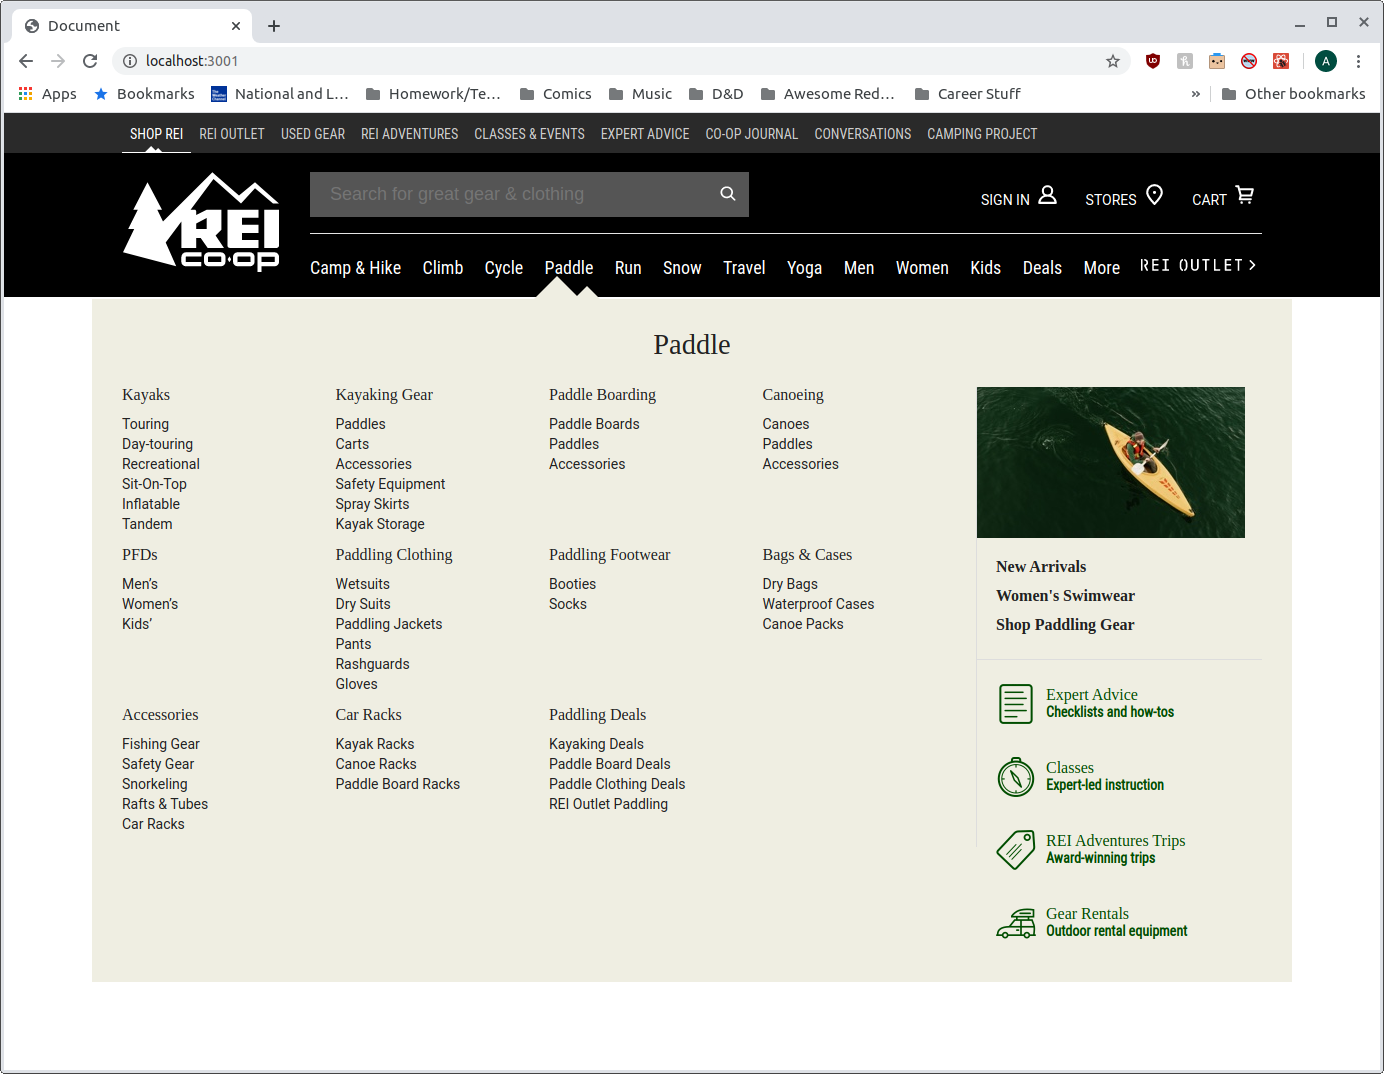 Document
localhost:3001
A
Apps Bookmarks National and L... Homework/Te... Comics Music D&D Awesome Red... Career Stuff » Other bookmarks
SHOP REI REI OUTLET USED GEAR REI ADVENTURES CLASSES & EVENTS EXPERT ADVICE CO-OP JOURNAL CONVERSATIONS CAMPING PROJECT
REI
CO·OP
Search for great gear & clothing
SIGN IN STORES CART
Camp & Hike Climb Cycle Paddle Run Snow Travel Yoga Men Women Kids Deals More REI OUTLET
Paddle
Kayaks
Touring
Day-touring
Recreational
Sit-On-Top
Inflatable
Tandem
Kayaking Gear
Paddles
Carts
Accessories
Safety Equipment
Spray Skirts
Kayak Storage
Paddle Boarding
Paddle Boards
Paddles
Accessories
Canoeing
Canoes
Paddles
Accessories
PFDs
Men’s
Women’s
Kids’
Paddling Clothing
Wetsuits
Dry Suits
Paddling Jackets
Pants
Rashguards
Gloves
Paddling Footwear
Booties
Socks
Bags & Cases
Dry Bags
Waterproof Cases
Canoe Packs
Accessories
Fishing Gear
Safety Gear
Snorkeling
Rafts & Tubes
Car Racks
Car Racks
Kayak Racks
Canoe Racks
Paddle Board Racks
Paddling Deals
Kayaking Deals
Paddle Board Deals
Paddle Clothing Deals
REI Outlet Paddling
New Arrivals
Women's Swimwear
Shop Paddling Gear
Expert Advice
Checklists and how-tos
Classes
Expert-led instruction
REI Adventures Trips
Award-winning trips
Gear Rentals
Outdoor rental equipment